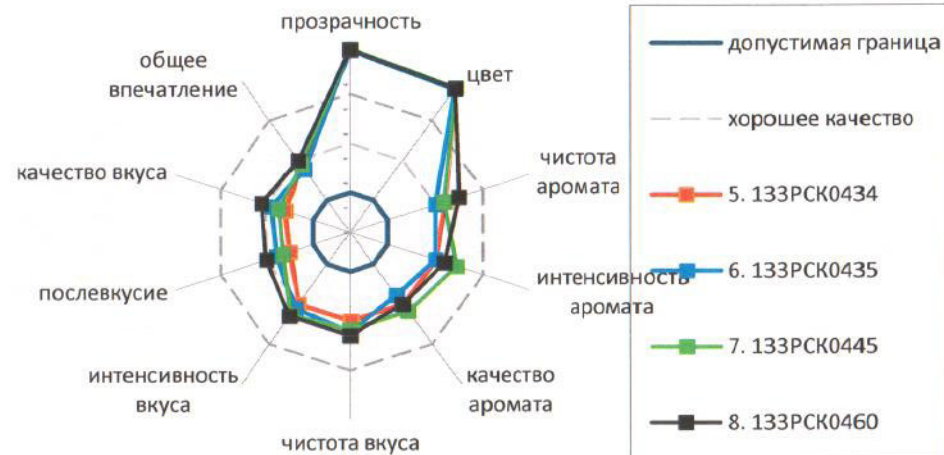 прозрачность
цвет
чистота
аромата
интенсивность
аромата
качество
аромата
чистота вкуса
интенсивность
вкуса
послевкусие
качество вкуса
общее
впечатление
допустимая граница
хорошее качество
5. 133РСК0434
6. 133РСК0435
7. 133РСК0445
8. 133РСК0460